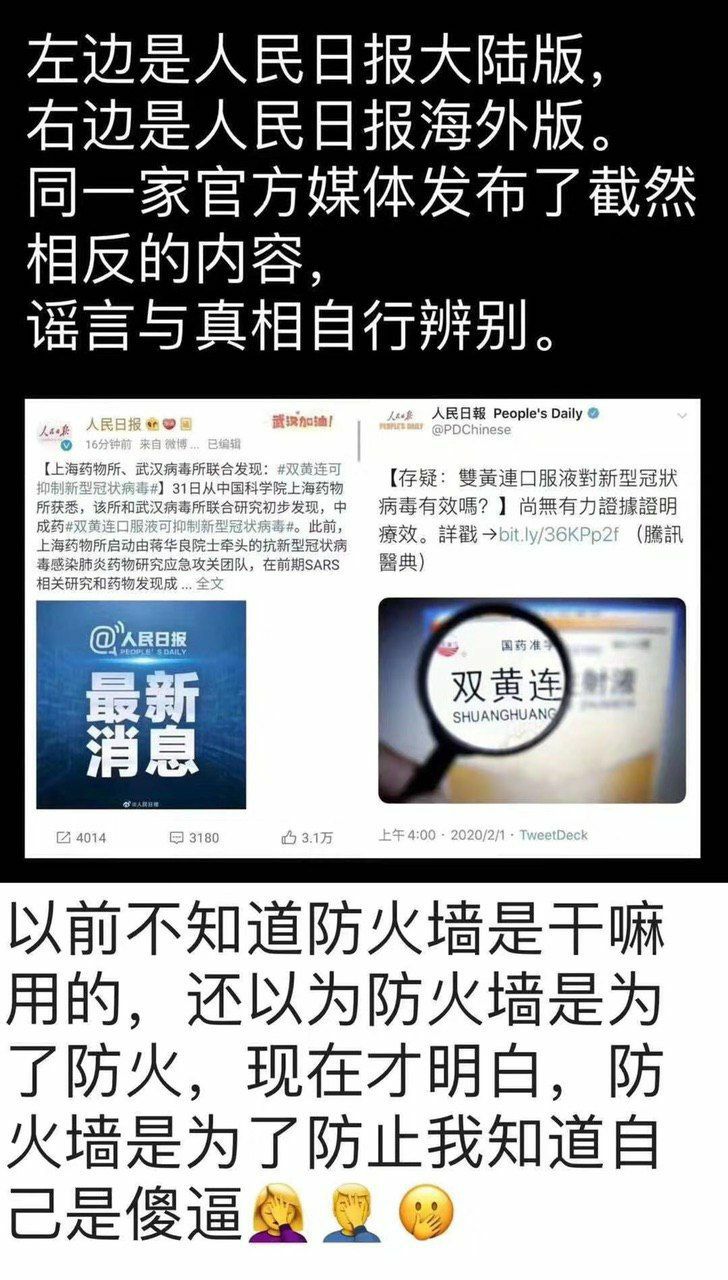 左边是人民日报大陆版，
右边是人民日报海外版。
同一家官方媒体发布了截然
相反的内容，
谣言与真相自行辨别。
人民日报
人民日报
16分钟前 来自 微博 ... 已编辑
武汉加油！
【上海药物所、武汉病毒所联合发现：#双黄连可
抑制新型冠状病毒#】31日从中国科学院上海药物
所获悉，该所和武汉病毒所联合研究初步发现，中
成药#双黄连口服液可抑制新型冠状病毒#。此前，
上海药物所启动由蒋华良院士牵头的抗新型冠状病
毒感染肺炎药物研究应急攻关团队，在前期SARS
相关研究和药物发现成 ... 全文
@人民日报
PEOPLE'S DAILY
最新
消息
@人民日报
4014
3180
3.1万
人民日报
PEOPLE'S DAILY
人民日報 People's Daily
@PDChinese
【存疑：雙黃連口服液對新型冠狀
病毒有效嗎？】尚無有力證據證明
療效。詳戳→bit.ly/36KPp2f （騰訊
醫典）
国药准字
双黄连
射液
SHUANGHUANG
上午4:00 · 2020/2/1 · TweetDeck
以前不知道防火墙是干嘛
用的，还以为防火墙是为
了防火，现在才明白，防
火墙是为了防止我知道自
己是傻逼🤦‍♀️🤦‍♂️🤭